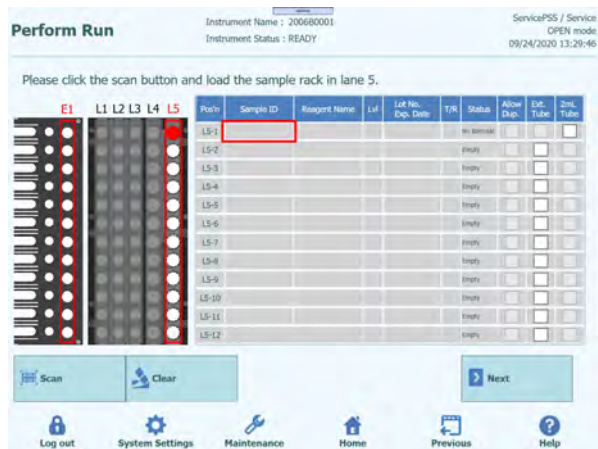 Perform Run
Instrument Name : 200680001
Instrument Status : READY
ServicePSS / Service
OPEN mode
09/24/2020 13:29:46
Please click the scan button and load the sample rack in lane 5.
E1 L1 L2 L3 L4 L5
Pos'n Sample ID Reagent Name Lvl Lot No. Exp. Date T/R Status Allow Dup. Ext. Tube 2mL Tube
L5-1 No Barcode
L5-2 Empty
L5-3 Empty
L5-4 Empty
L5-5 Empty
L5-6 Empty
L5-7 Empty
L5-8 Empty
L5-9 Empty
L5-10 Empty
L5-11 Empty
L5-12 Empty
Scan Clear Next
Log out System Settings Maintenance Home Previous Help